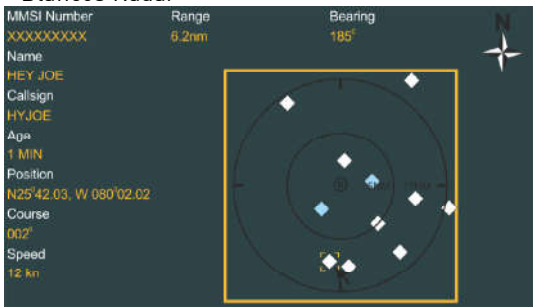 MMSI Number Range Bearing
XXXXXXXXX 6.2nm 185°
N
Name
HEY JOE
Callsign
HYJOE
Age
1 MIN
Position
N25°42.03, W 080°02.02
Course
002°
Speed
12 kn